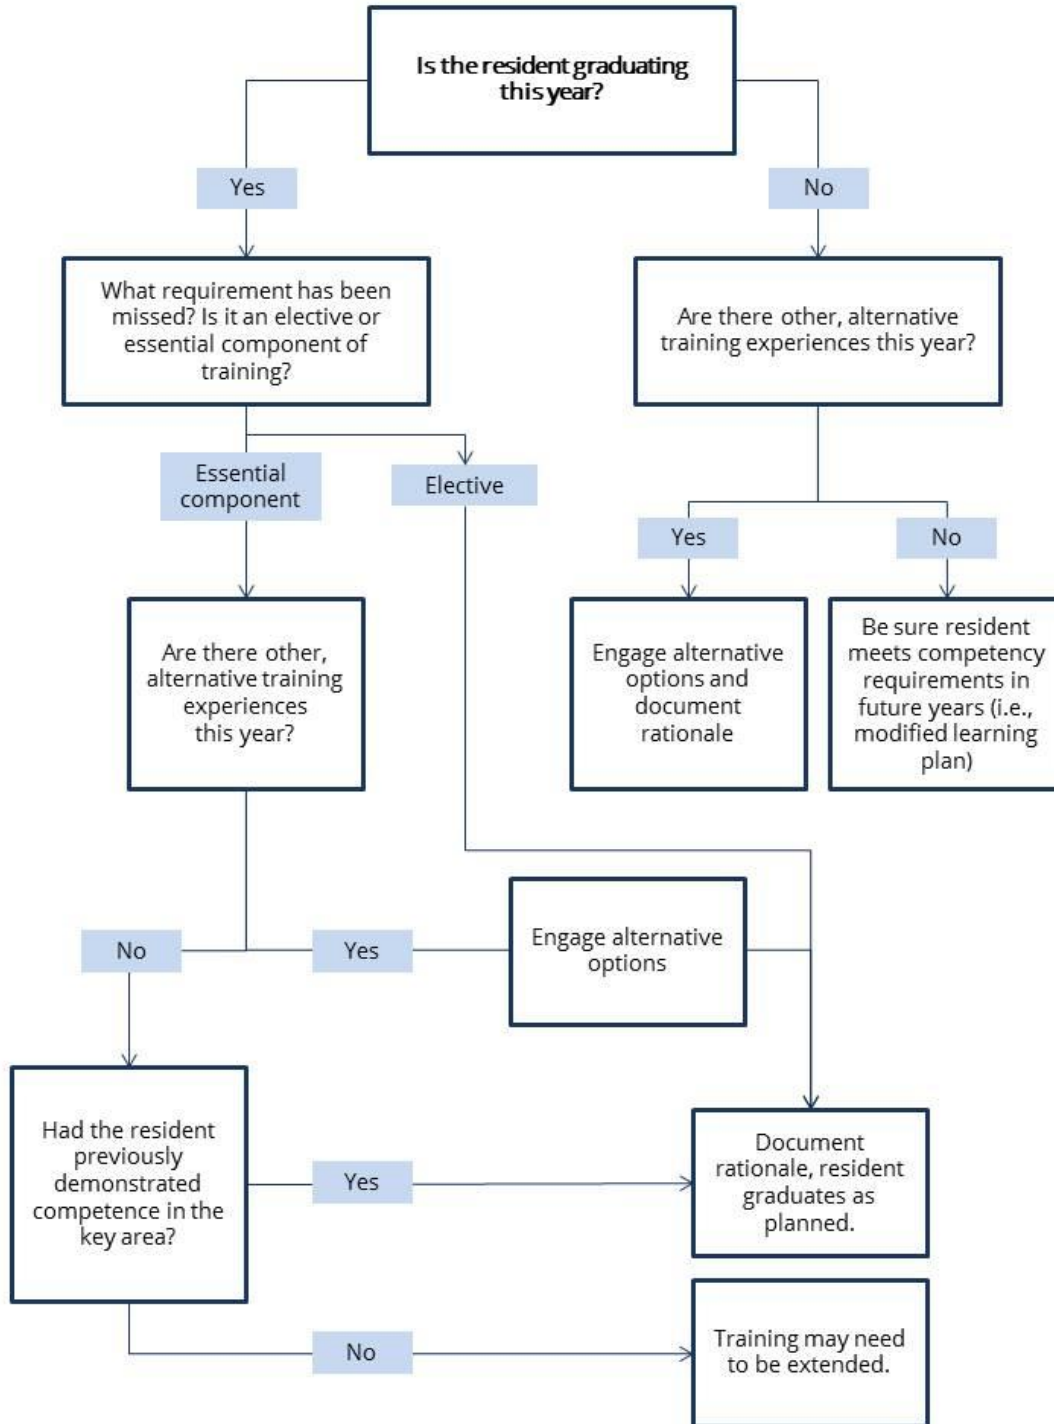 Is the resident graduating
this year?
Yes
No
What requirement has been
missed? Is it an elective or
essential component of
training?
Are there other, alternative
training experiences this year?
Essential
component
Elective
Yes
No
Are there other,
alternative training
experiences
this year?
Engage alternative
options and
document
rationale
Be sure resident
meets competency
requirements in
future years (i.e.,
modified learning
plan)
No
Yes
Engage alternative
options
Had the resident
previously
demonstrated
competence in the
key area?
Yes
Document
rationale, resident
graduates as
planned.
No
Training may need
to be extended.